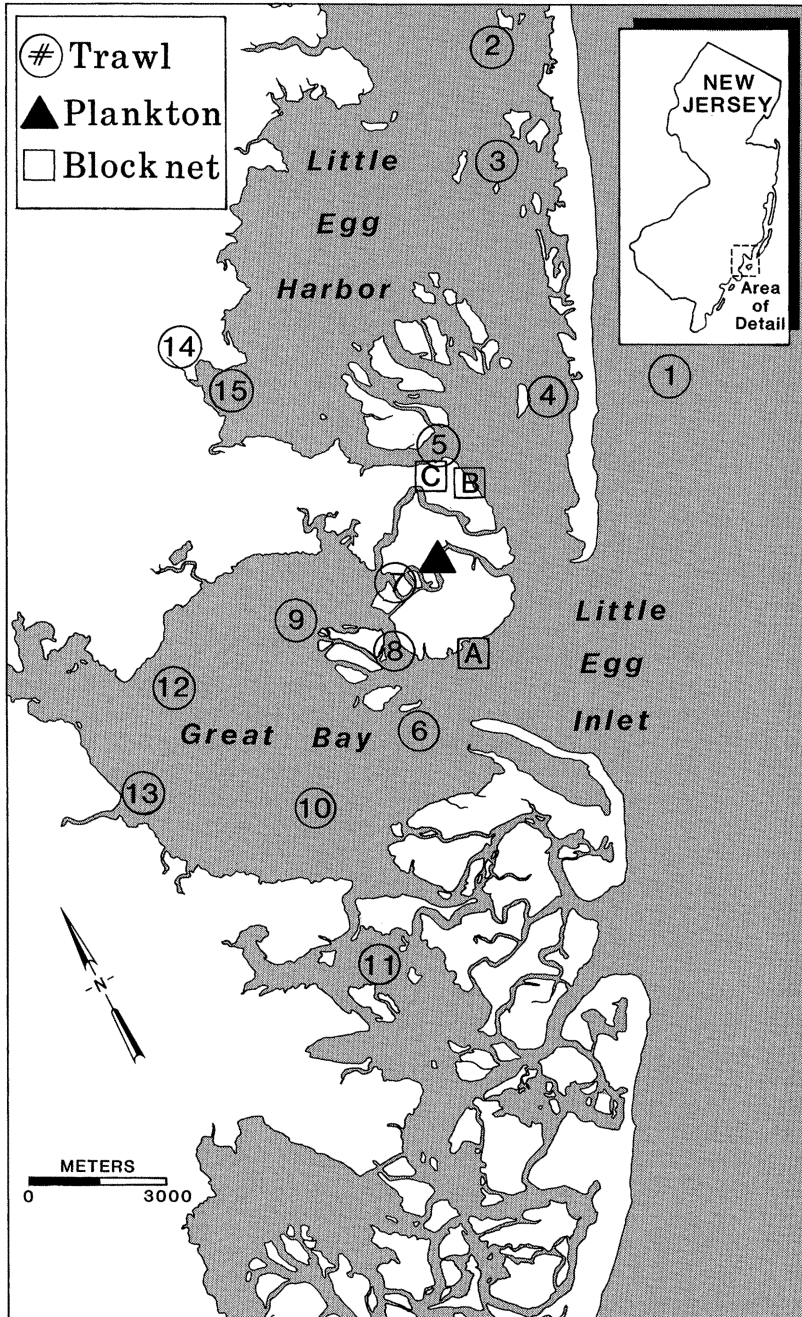 # Trawl
Plankton
Block net
NEW
JERSEY
Area
of
Detail
2
3
Little
Egg
Harbor
14
15
4
1
5
C
B
7
9
8
A
Little
Egg
Inlet
12
6
Great Bay
13
10
11
N
METERS
0 3000